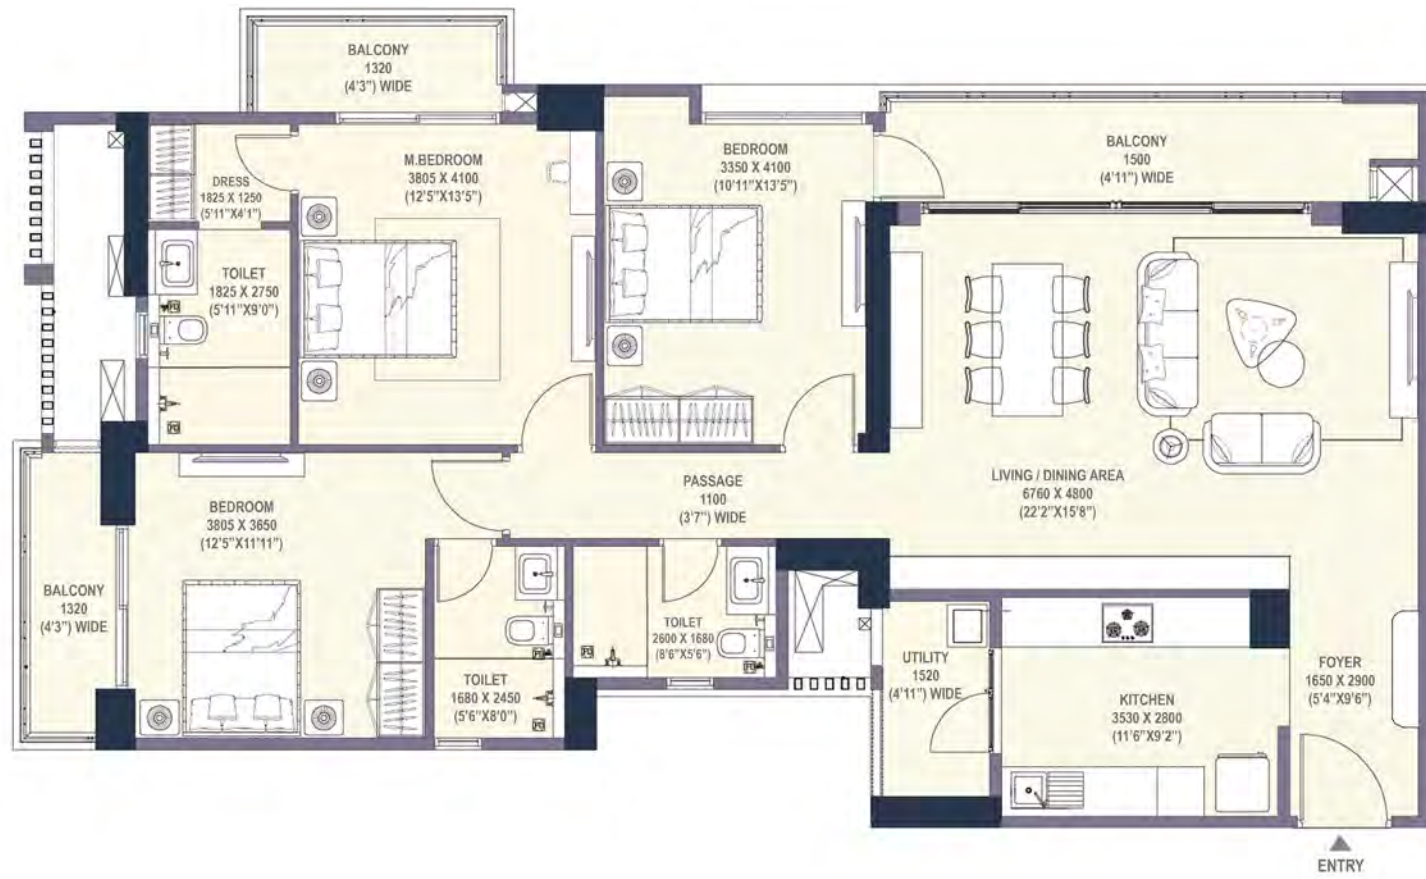 BALCONY
1320
(4'3") WIDE
M.BEDROOM
3805 X 4100
(12'5"X13'5")
BEDROOM
3350 X 4100
(10'11"X13'5")
BALCONY
1500
(4'11") WIDE
DRESS
1825 X 1250
(5'11"X4'1")
TOILET
1825 X 2750
(5'11"X9'0")
PASSAGE
1100
(3'7") WIDE
LIVING / DINING AREA
6760 X 4800
(22'2"X15'8")
BEDROOM
3805 X 3650
(12'5"X11'11")
BALCONY
1320
(4'3") WIDE
TOILET
1680 X 2450
(5'6"X8'0")
TOILET
2600 X 1680
(8'6"X5'6")
UTILITY
1520
(4'11") WIDE
KITCHEN
3530 X 2800
(11'6"X9'2")
FOYER
1650 X 2900
(5'4"X9'6")
ENTRY